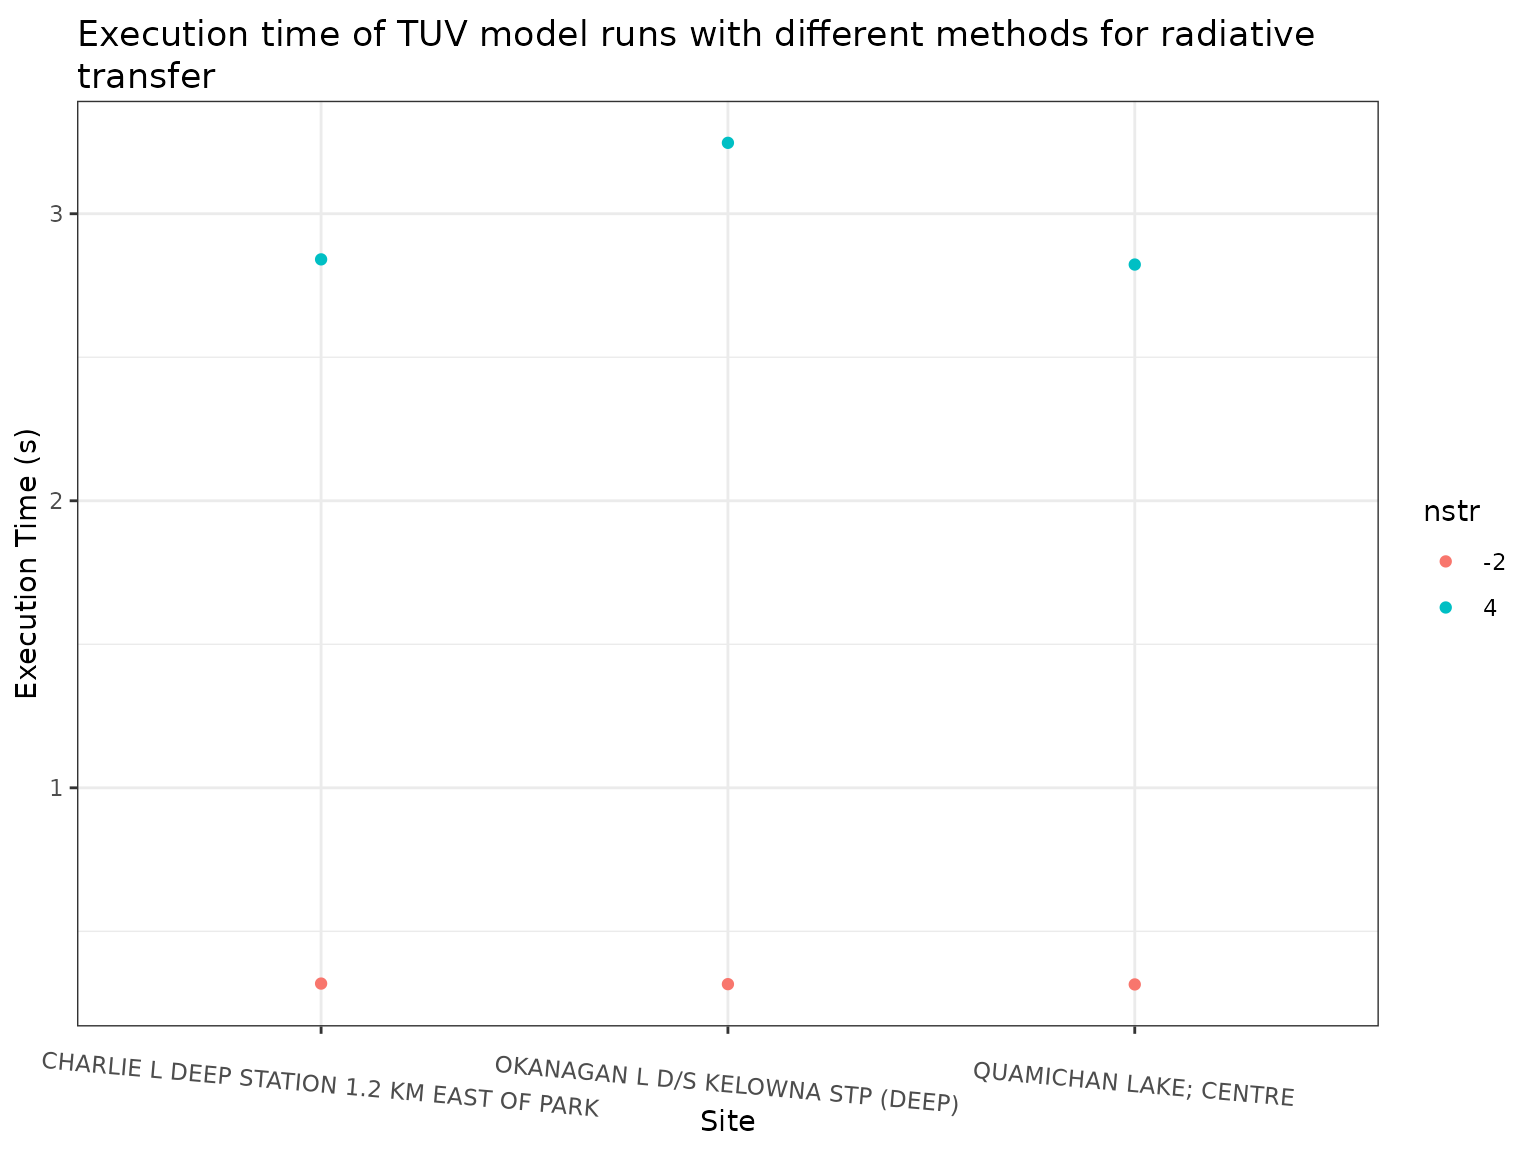 Execution time of TUV model runs with different methods for radiative
transfer
Execution Time (s)
3
2
1
CHARLIE L DEEP STATION 1.2 KM EAST OF PARK
OKANAGAN L D/S KELOWNA STP (DEEP)
QUAMICHAN LAKE; CENTRE
Site
nstr
-2
4